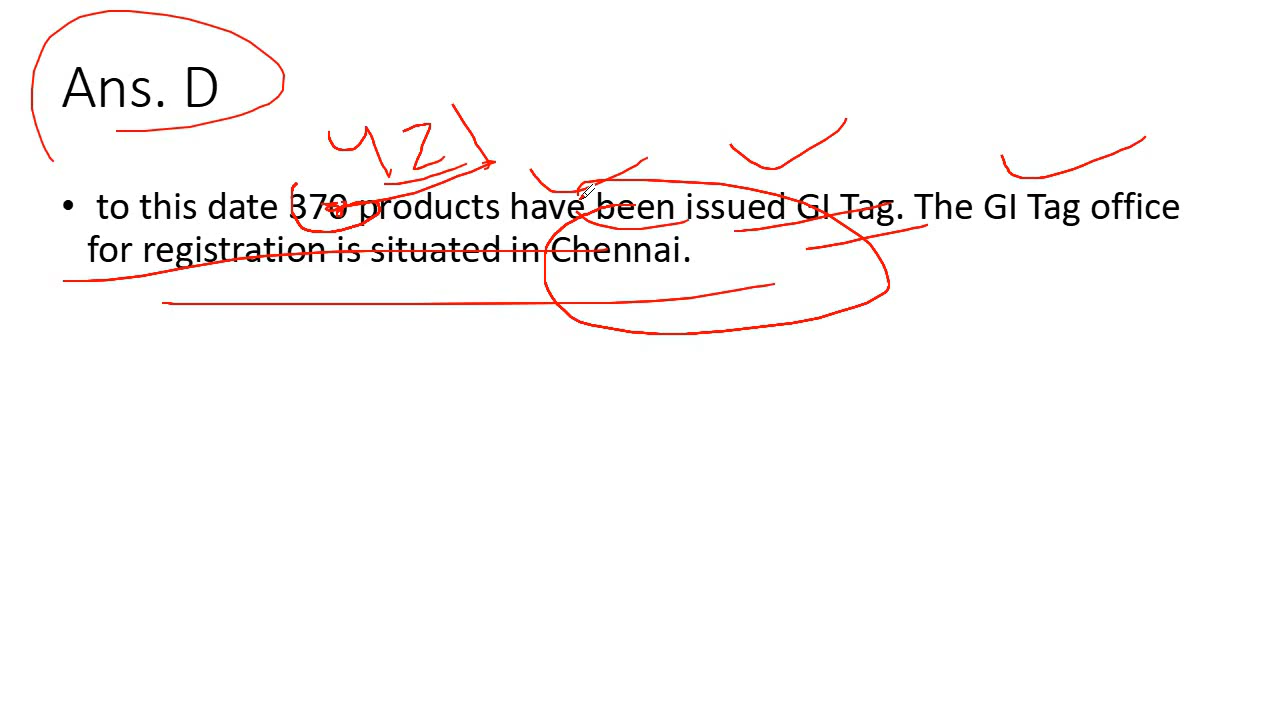 Ans. D
421
• to this date 370 products have been issued GI Tag. The GI Tag office
for registration is situated in Chennai.